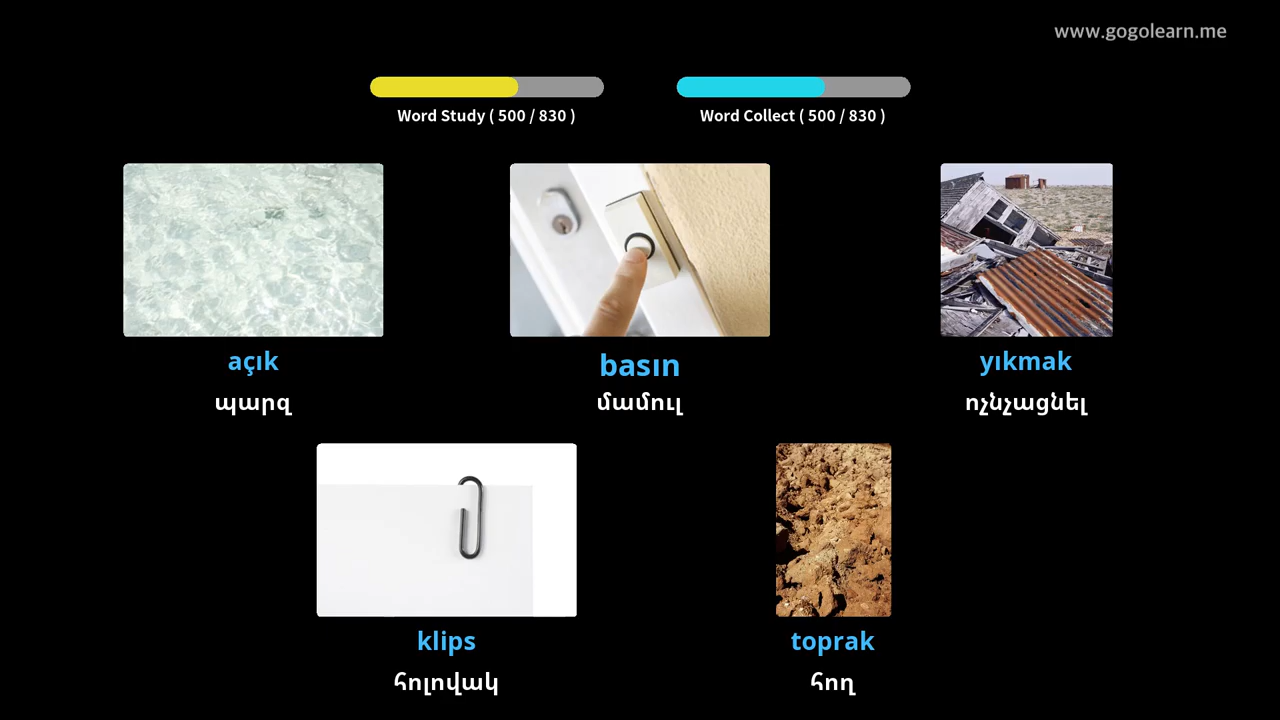 www.gogolearn.me
Word Study ( 500 / 830 )
Word Collect ( 500 / 830 )
açık
basın
yıkmak
պարզ
մամուլ
ոչնչացնել
klips
toprak
հոլովակ
հող